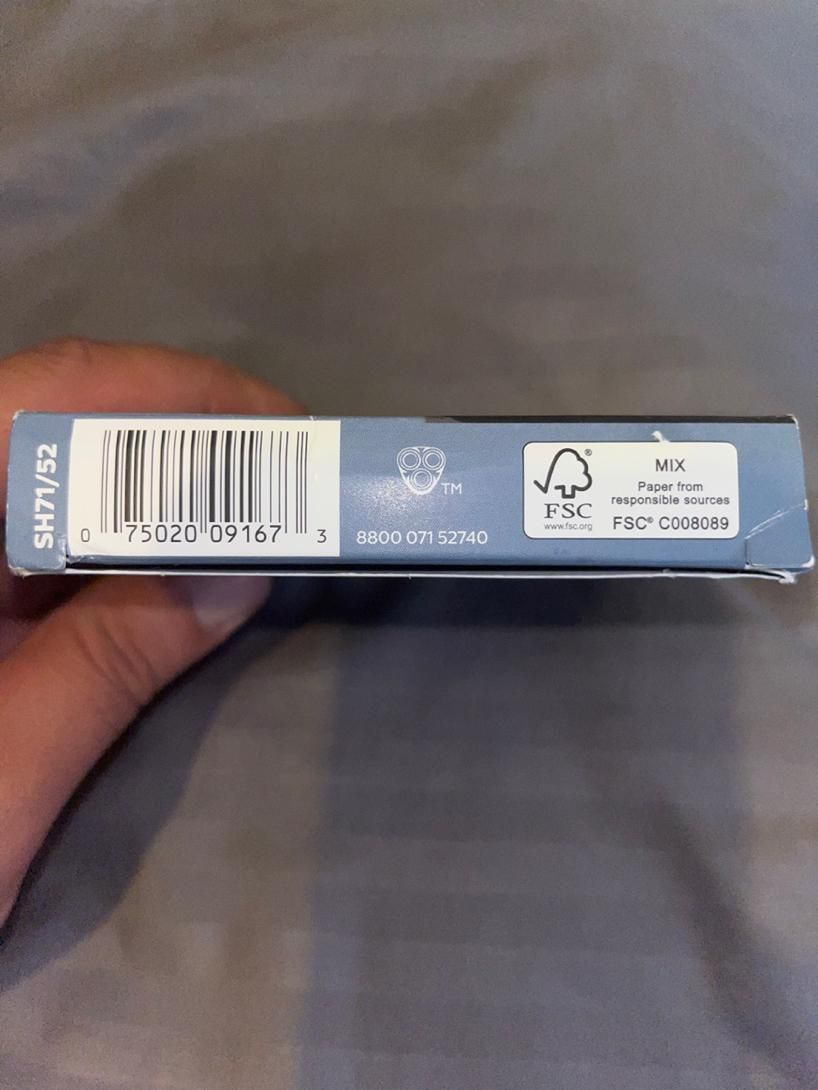 SH71/52
0 75020 09167 3
TM
8800 071 52740
FSC®
www.fsc.org
MIX
Paper from
responsible sources
FSC® C008089